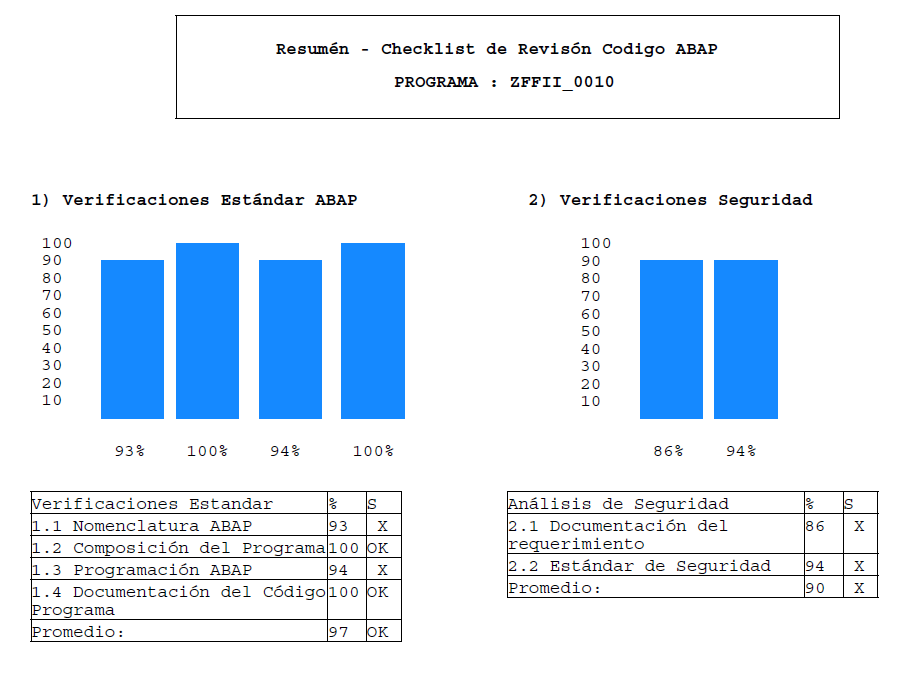 Resumén - Checklist de Revisón Codigo ABAP
PROGRAMA : ZFFII_0010
1) Verificaciones Estándar ABAP
100
90
80
70
60
50
40
30
20
10
93% 100% 94% 100%
Verificaciones Estandar % S
1.1 Nomenclatura ABAP 93 X
1.2 Composición del Programa 100 OK
1.3 Programación ABAP 94 X
1.4 Documentación del Código 100 OK
Programa
Promedio: 97 OK
2) Verificaciones Seguridad
100
90
80
70
60
50
40
30
20
10
86% 94%
Análisis de Seguridad % S
2.1 Documentación del 86 X
requerimiento
2.2 Estándar de Seguridad 94 X
Promedio: 90 X